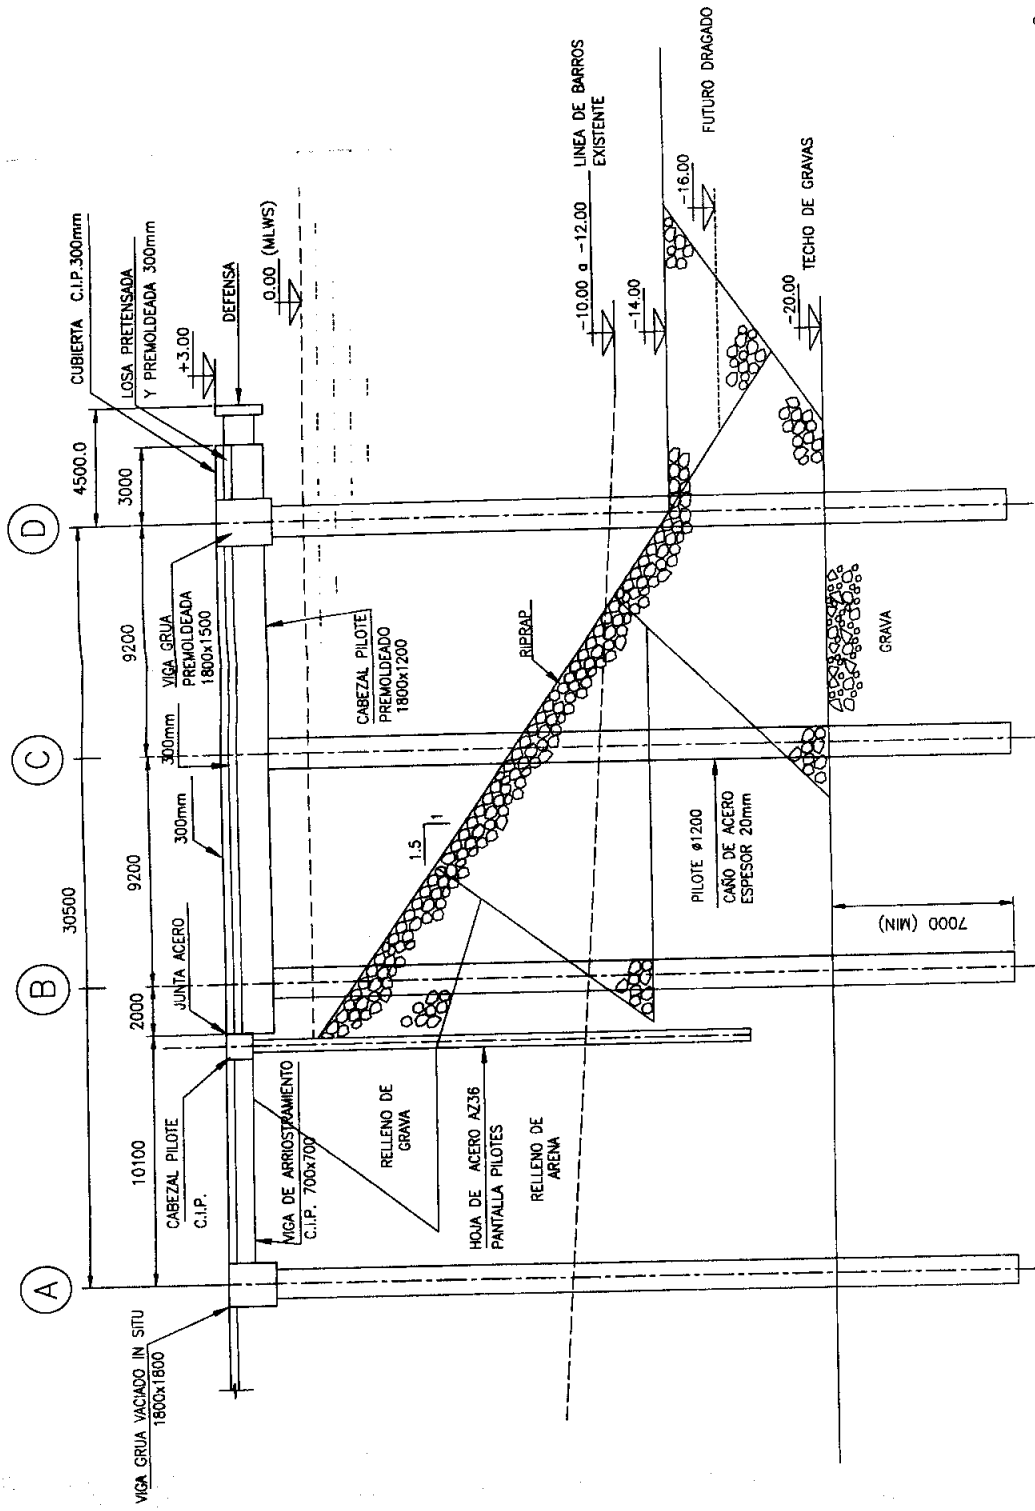 A
B
C
D
30500
10100
2000
9200
9200
4500.0
3000
VIGA GRUA VACIADO IN SITU
1800x1800
CABEZAL PILOTE
C.I.P.
JUNTA ACERO
300mm
300mm
VIGA GRUA
PREMOLDEADA
1800x1500
CUBIERTA C.I.P.300mm
LOSA PRETENSADA
Y PREMOLDEADA 300mm
+3.00
DEFENSA
0.00 (MLWS)
VIGA DE ARRIOSTRAMIENTO
C.I.P. 700x700
CABEZAL PILOTE
PREMOLDEADO
1800x1200
RELLENO DE
GRAVA
1.5
1
RIPRAP
-10.00 a -12.00
LINEA DE BARROS
EXISTENTE
-14.00
-16.00
FUTURO DRAGADO
HOJA DE ACERO AZ36
PANTALLA PILOTES
RELLENO DE
ARENA
PILOTE ø1200
CAÑO DE ACERO
ESPESOR 20mm
-20.00
TECHO DE GRAVAS
GRAVA
7000 (MIN)